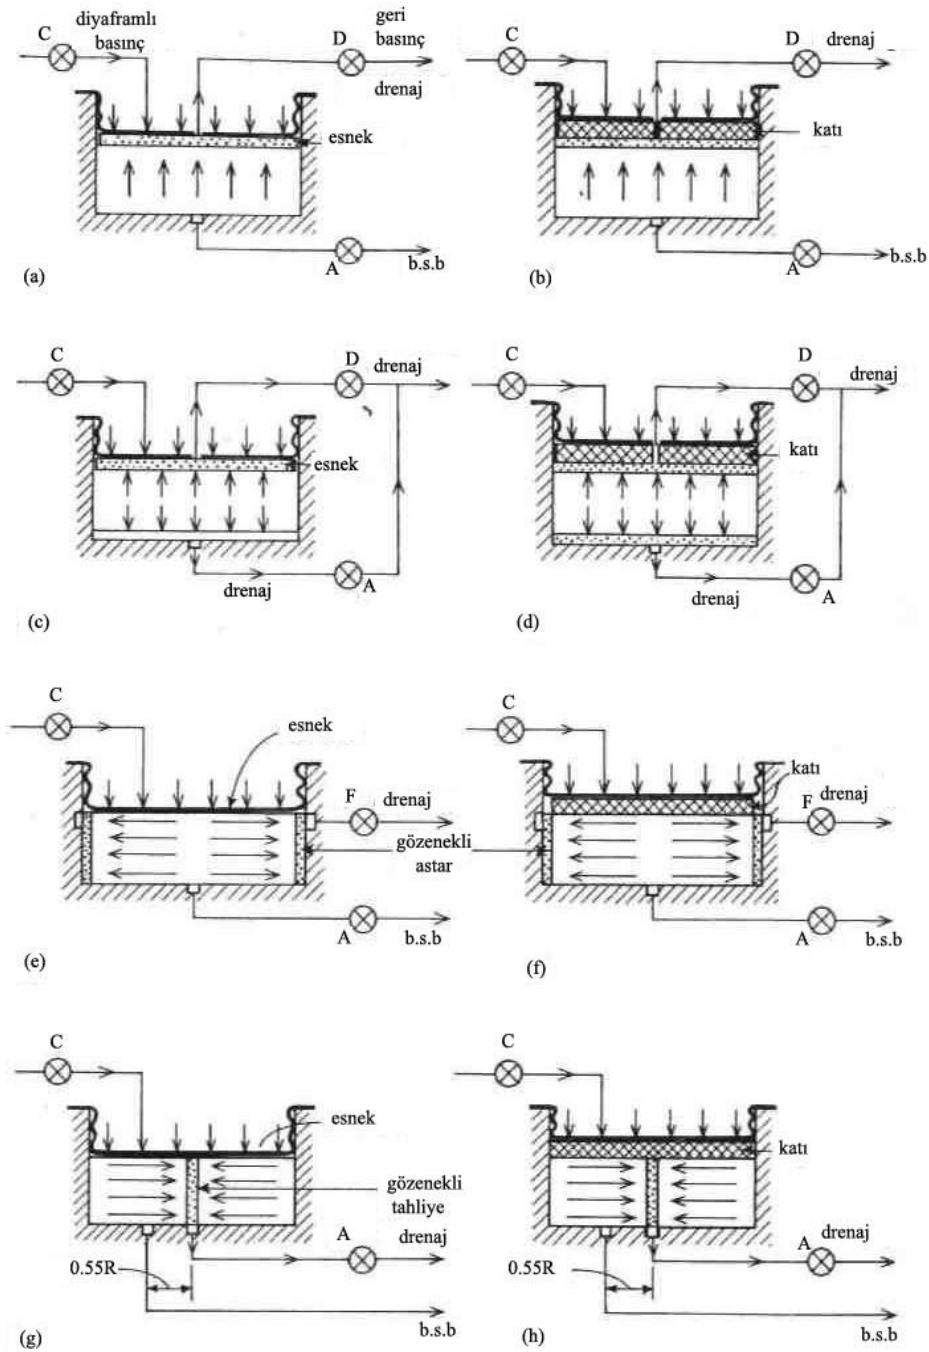 C
diyaframlı
basınç
D
geri
basınç
drenaj
esnek
A
b.s.b
(a)
C
D
drenaj
katı
A
b.s.b
(b)
C
D
drenaj
esnek
drenaj
A
(c)
C
D
drenaj
katı
drenaj
A
(d)
C
esnek
F
drenaj
gözenekli
astar
A
b.s.b
(e)
C
katı
F
drenaj
A
b.s.b
(f)
C
esnek
gözenekli
tahliye
A
drenaj
0.55R
b.s.b
(g)
C
katı
A
drenaj
0.55R
b.s.b
(h)